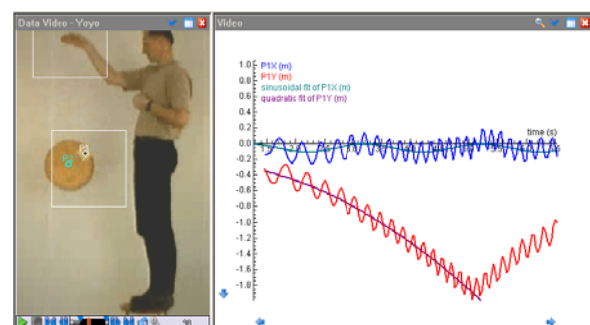 Data Video - Yoyo
Video
P1X (m)
P1Y (m)
sinusoidal fit of P1X (m)
quadratic fit of P1Y (m)
time (s)
1.0
0.8
0.6
0.4
0.2
0.0
-0.2
-0.4
-0.6
-0.8
-1.0
-1.2
-1.4
-1.6
-1.8